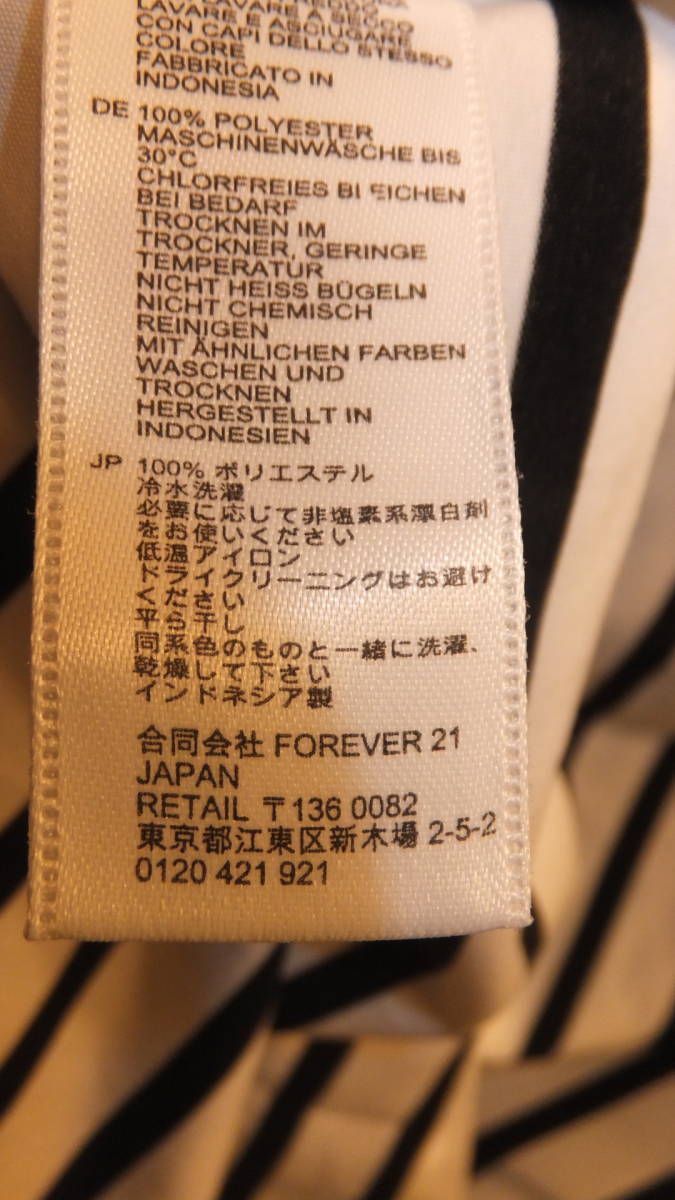 LAVARE A SECCO
LAVARE E ASCIUGARE
CON CAPI DELLO STESSO
COLORE
FABBRICATO IN
INDONESIA
DE 100% POLYESTER
MASCHINENWÄSCHE BIS
30°C
CHLORFREIES BLEICHEN
BEI BEDARF
TROCKNEN IM
TROCKNER, GERINGE
TEMPERATUR
NICHT HEISS BÜGELN
NICHT CHEMISCH
REINIGEN
MIT ÄHNLICHEN FARBEN
WASCHEN UND
TROCKNEN
HERGESTELLT IN
INDONESIEN
JP 100% ポリエステル
冷水洗濯
必要に応じて非塩素系漂白剤
をお使いください
低温アイロン
ドライクリーニングはお避け
ください
平ら干し
同系色のものと一緒に洗濯、
乾燥して下さい
インドネシア製
合同会社 FOREVER 21
JAPAN
RETAIL 〒136 0082
東京都江東区新木場 2-5-2
0120 421 921